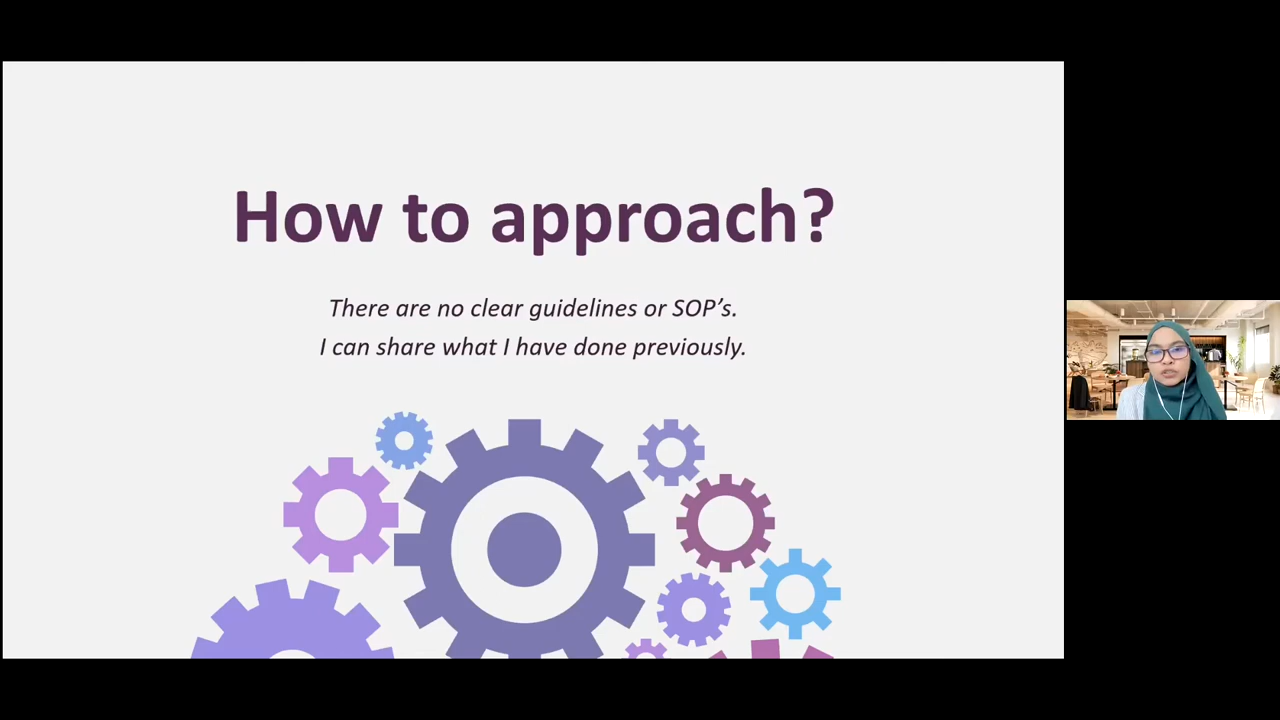 How to approach?
There are no clear guidelines or SOP's.
I can share what I have done previously.